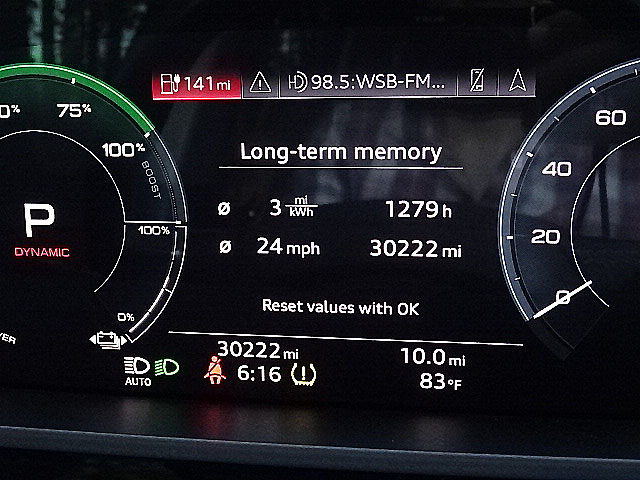 141 mi 98.5:WSB-FM...
0% 75% 100%
BOOST
100%
0%
P
DYNAMIC
Long-term memory
Ø 3 mi/kWh 1279 h
Ø 24 mph 30222 mi
Reset values with OK
60
40
20
0
30222 mi 10.0 mi
AUTO 6:16 83°F